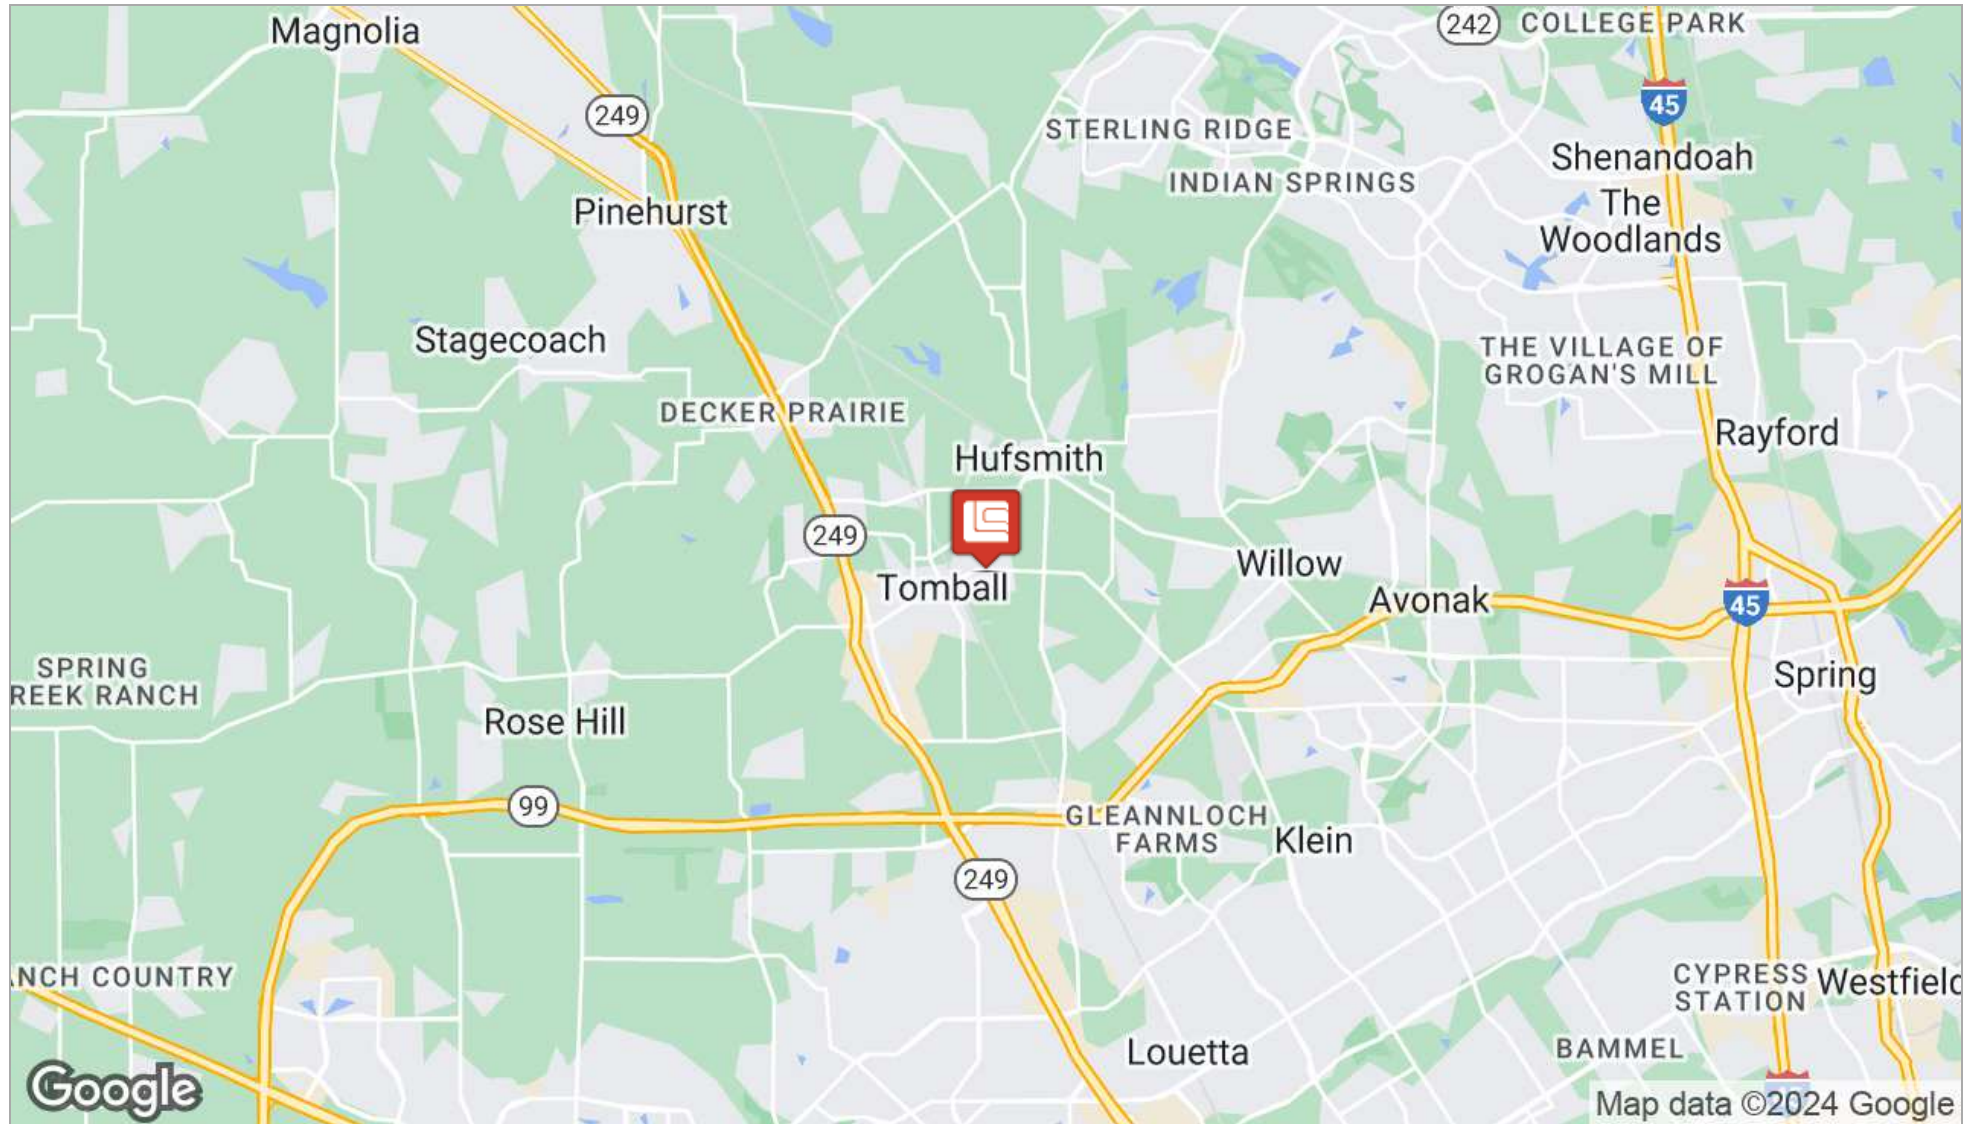 Magnolia
242
COLLEGE PARK
249
45
STERLING RIDGE
Shenandoah
INDIAN SPRINGS
The
Woodlands
Pinehurst
Stagecoach
THE VILLAGE OF
GROGAN'S MILL
DECKER PRAIRIE
Rayford
Hufsmith
249
Willow
Tomball
Avonak
45
SPRING
REEK RANCH
Spring
Rose Hill
99
GLEANNLOCH
FARMS
Klein
249
NCH COUNTRY
CYPRESS
STATION
Westfield
Louetta
BAMMEL
Google
Map data ©2024 Google